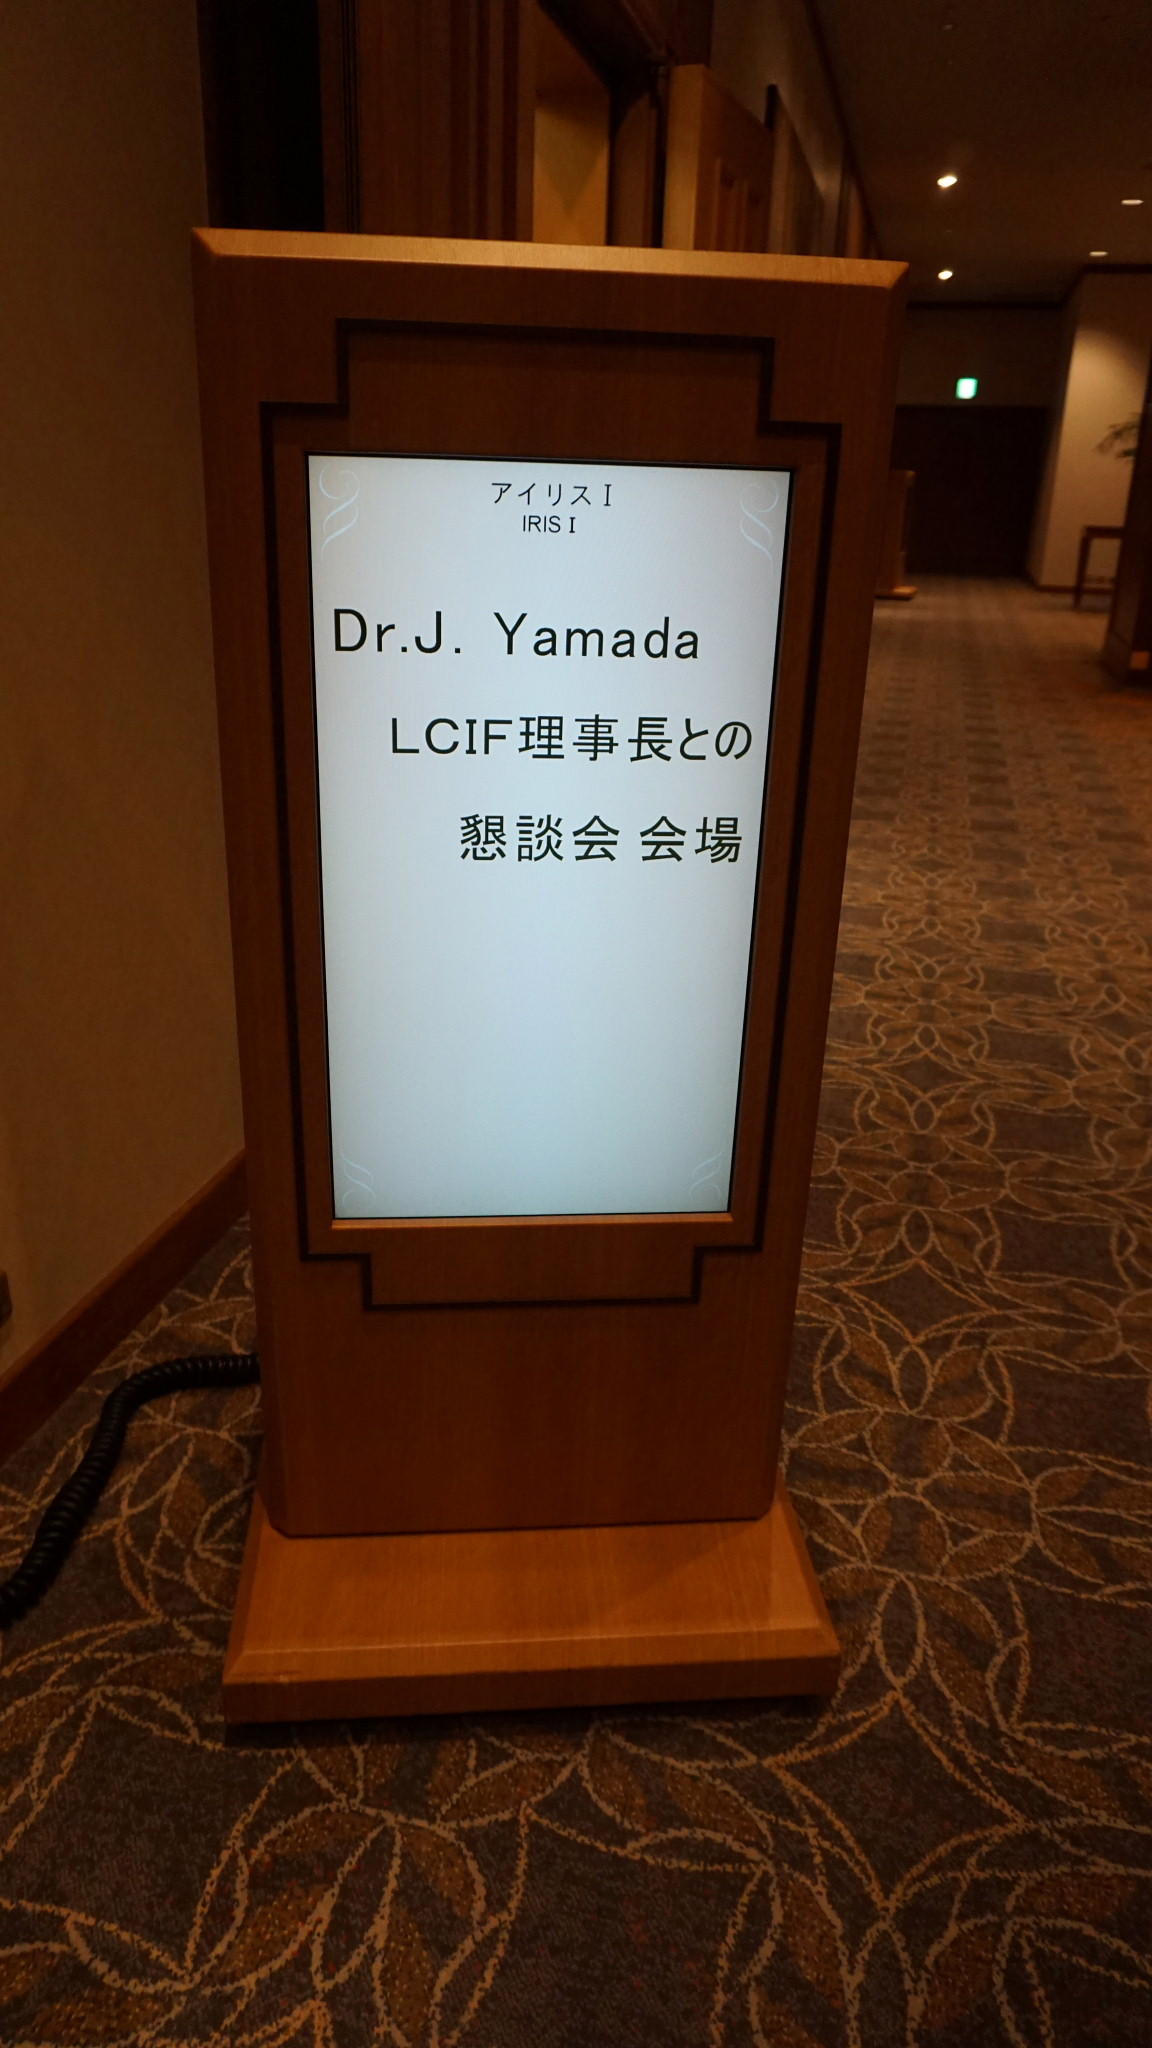 アイリスⅠ
IRIS Ⅰ
Dr.J. Yamada
LCIF理事長との
懇談会 会場